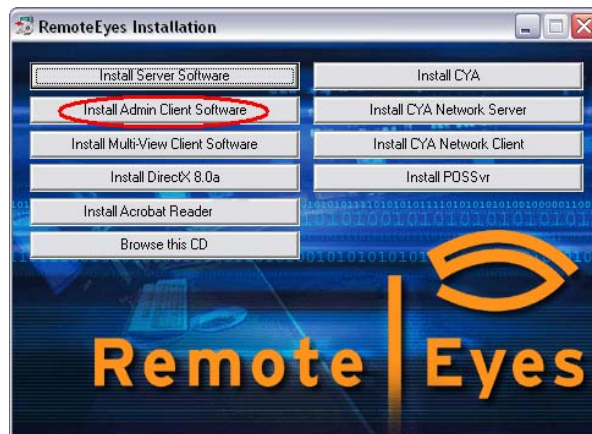 RemoteEyes Installation
Install Server Software
Install Admin Client Software
Install Multi-View Client Software
Install DirectX 8.0a
Install Acrobat Reader
Browse this CD
Install CYA
Install CYA Network Server
Install CYA Network Client
Install POSSvr
Remote Eyes